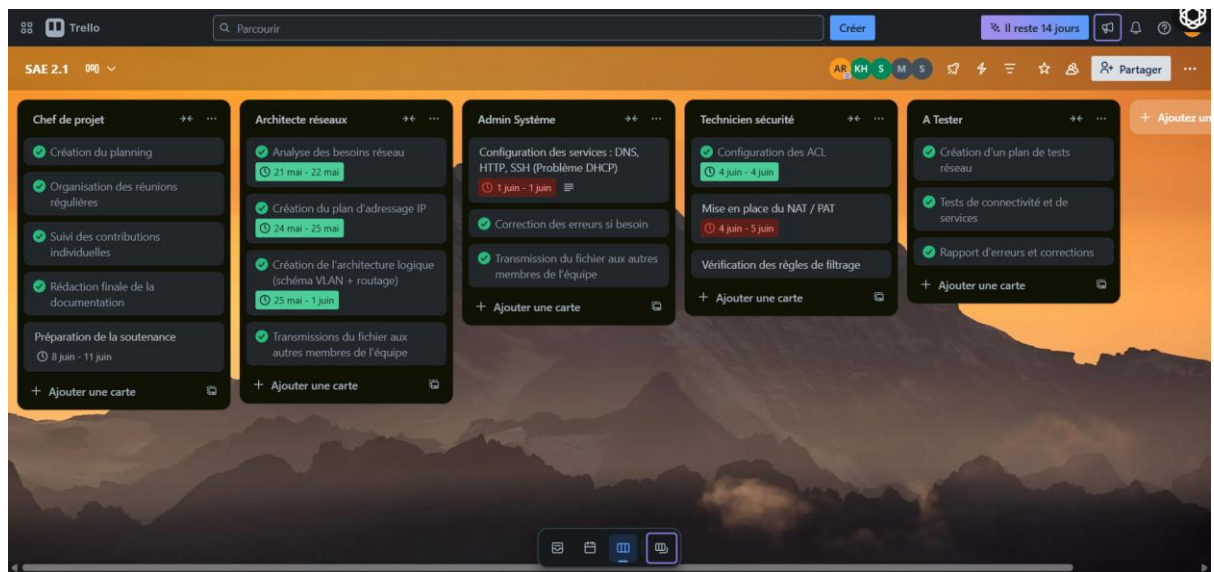 Trello
Parcourir
Créer
Il reste 14 jours
SAE 2.1
AR KH S M S
Partager
Chef de projet
Création du planning
Organisation des réunions
régulières
Suivi des contributions
individuelles
Rédaction finale de la
documentation
Préparation de la soutenance
8 juin - 11 juin
+ Ajouter une carte
Architecte réseaux
Analyse des besoins réseau
21 mai - 22 mai
Création du plan d'adressage IP
24 mai - 25 mai
Création de l'architecture logique
(schéma VLAN + routage)
25 mai - 1 juin
Transmissions du fichier aux
autres membres de l'équipe
+ Ajouter une carte
Admin Système
Configuration des services : DNS,
HTTP, SSH (Problème DHCP)
1 juin - 1 juin
Correction des erreurs si besoin
Transmission du fichier aux autres
membres de l'équipe
+ Ajouter une carte
Technicien sécurité
Configuration des ACL
4 juin - 4 juin
Mise en place du NAT / PAT
4 juin - 5 juin
Vérification des règles de filtrage
+ Ajouter une carte
A Tester
Création d'un plan de tests
réseau
Tests de connectivité et de
services
Rapport d'erreurs et corrections
+ Ajouter une carte
+ Ajoutez un